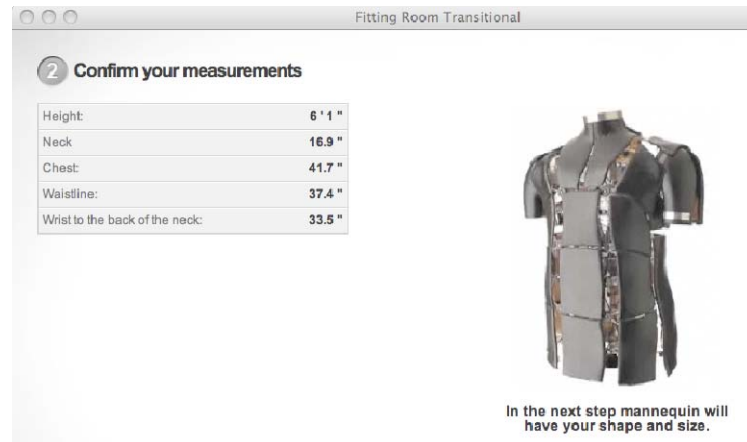 Fitting Room Transitional
2 Confirm your measurements
Height: 6 ' 1 "
Neck 16.9 "
Chest: 41.7 "
Waistline: 37.4 "
Wrist to the back of the neck: 33.5 "
In the next step mannequin will
have your shape and size.